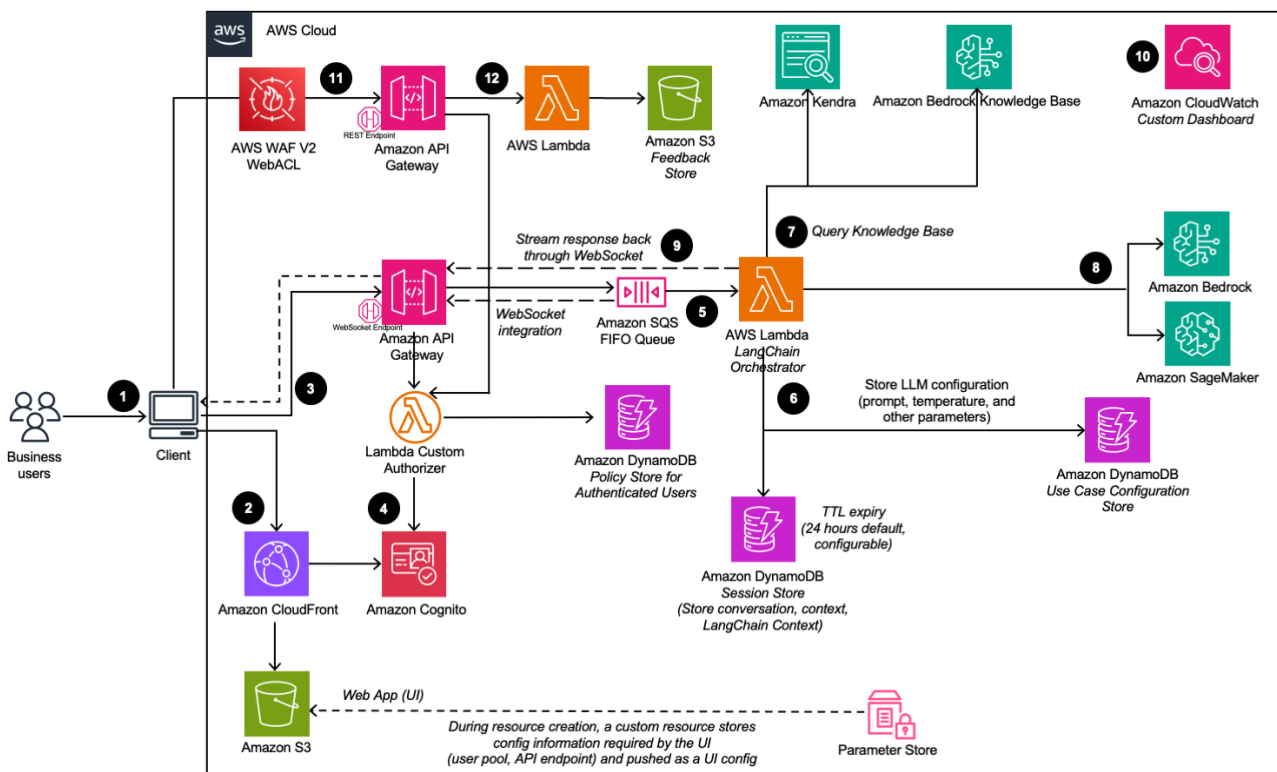 aws
AWS Cloud
11
12
10
AWS WAF V2
WebACL
REST Endpoint
Amazon API
Gateway
AWS Lambda
Amazon S3
Feedback
Store
Amazon Kendra
Amazon Bedrock Knowledge Base
Amazon CloudWatch
Custom Dashboard
7
Query Knowledge Base
Stream response back
through WebSocket
9
8
WebSocket Endpoint
Amazon API
Gateway
WebSocket
integration
Amazon SQS
FIFO Queue
5
AWS Lambda
LangChain
Orchestrator
Amazon Bedrock
Amazon SageMaker
1
3
Business
users
Client
6
Store LLM configuration
(prompt, temperature, and
other parameters)
Lambda Custom
Authorizer
Amazon DynamoDB
Policy Store for
Authenticated Users
Amazon DynamoDB
Use Case Configuration
Store
2
4
TTL expiry
(24 hours default,
configurable)
Amazon CloudFront
Amazon Cognito
Amazon DynamoDB
Session Store
(Store conversation, context,
LangChain Context)
Web App (UI)
During resource creation, a custom resource stores
config information required by the UI
(user pool, API endpoint) and pushed as a UI config
Amazon S3
Parameter Store